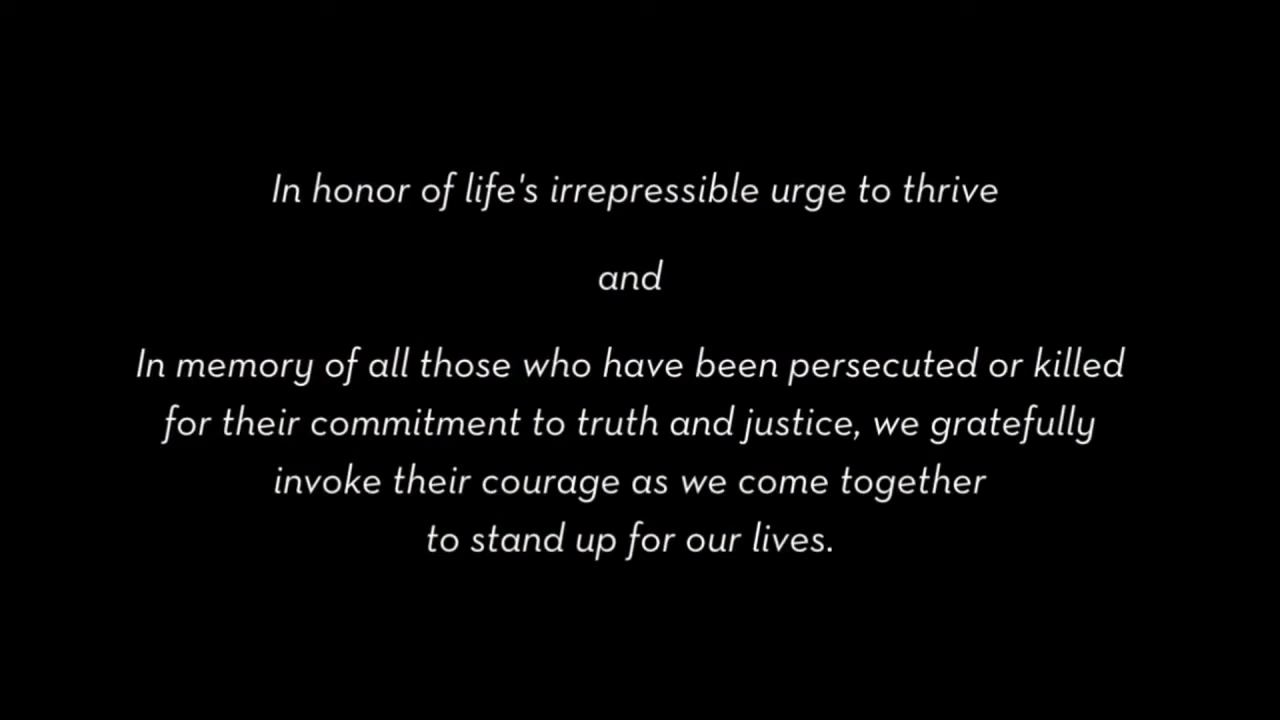 In honor of life's irrepressible urge to thrive
and
In memory of all those who have been persecuted or killed
for their commitment to truth and justice, we gratefully
invoke their courage as we come together
to stand up for our lives.